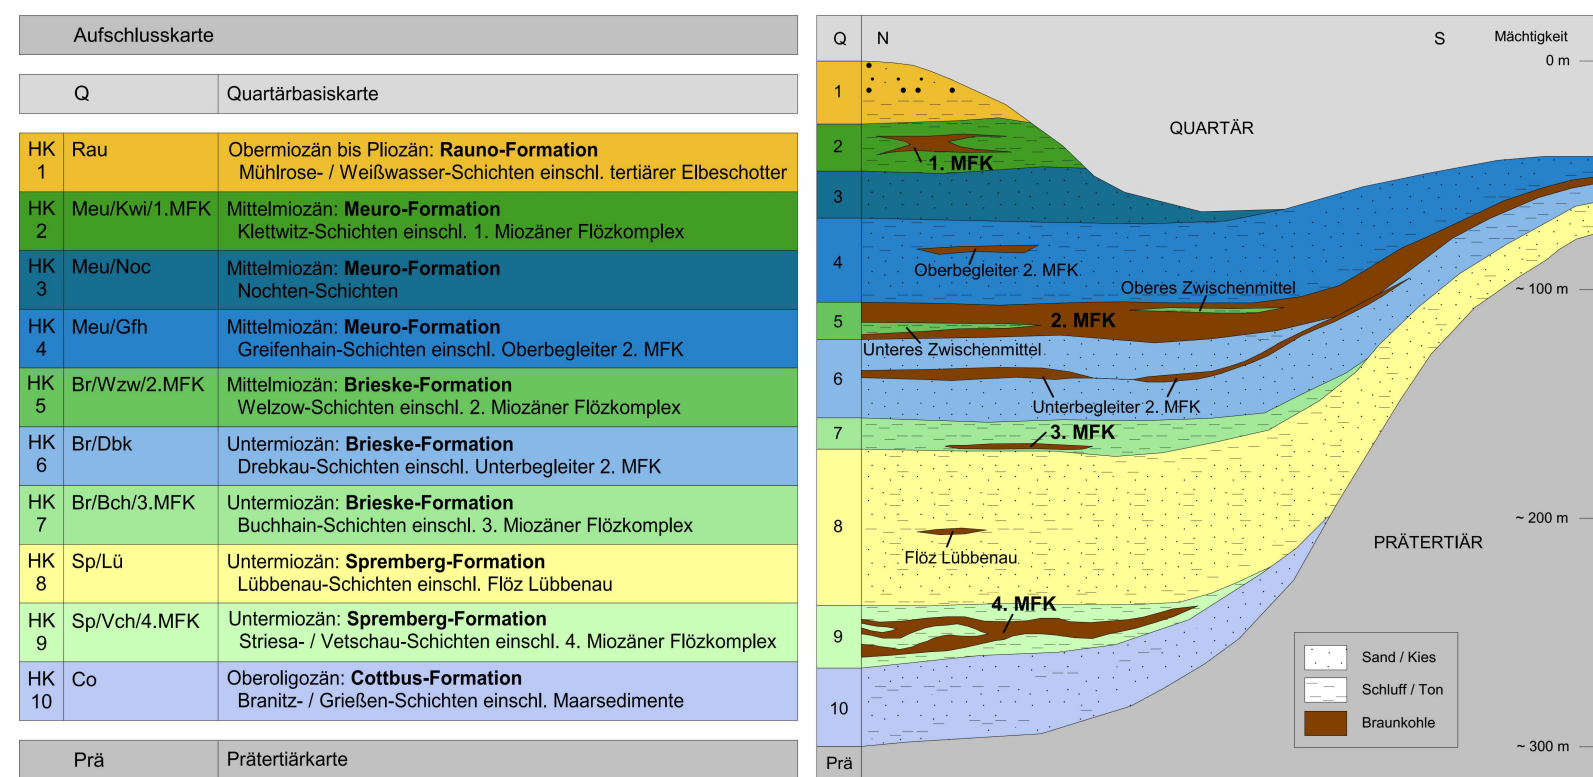 Aufschlusskarte
Q Quartärbasiskarte
HK 1 Rau Obermiozän bis Pliozän: Rauno-Formation
Mühlrose- / Weißwasser-Schichten einschl. tertiärer Elbeschotter
HK 2 Meu/Kwi/1.MFK Mittelmiozän: Meuro-Formation
Klettwitz-Schichten einschl. 1. Miozäner Flözkomplex
HK 3 Meu/Noc Mittelmiozän: Meuro-Formation
Nochten-Schichten
HK 4 Meu/Gfh Mittelmiozän: Meuro-Formation
Greifenhain-Schichten einschl. Oberbegleiter 2. MFK
HK 5 Br/Wzw/2.MFK Mittelmiozän: Brieske-Formation
Welzow-Schichten einschl. 2. Miozäner Flözkomplex
HK 6 Br/Dbk Untermiozän: Brieske-Formation
Drebkau-Schichten einschl. Unterbegleiter 2. MFK
HK 7 Br/Bch/3.MFK Untermiozän: Brieske-Formation
Buchhain-Schichten einschl. 3. Miozäner Flözkomplex
HK 8 Sp/Lü Untermiozän: Spremberg-Formation
Lübbenau-Schichten einschl. Flöz Lübbenau
HK 9 Sp/Vch/4.MFK Untermiozän: Spremberg-Formation
Striesa- / Vetschau-Schichten einschl. 4. Miozäner Flözkomplex
HK 10 Co Oberoligozän: Cottbus-Formation
Branitz- / Grießen-Schichten einschl. Maarsedimente
Prä Prätertiärkarte
Q N S Mächtigkeit
0 m
1
QUARTÄR
2
1. MFK
3
4
Oberbegleiter 2. MFK
Oberes Zwischenmittel
~ 100 m
5
2. MFK
Unteres Zwischenmittel
6
Unterbegleiter 2. MFK
7
3. MFK
~ 200 m
8
PRÄTERTIÄR
Flöz Lübbenau
4. MFK
9
10
Sand / Kies
Schluff / Ton
Braunkohle
~ 300 m
Prä